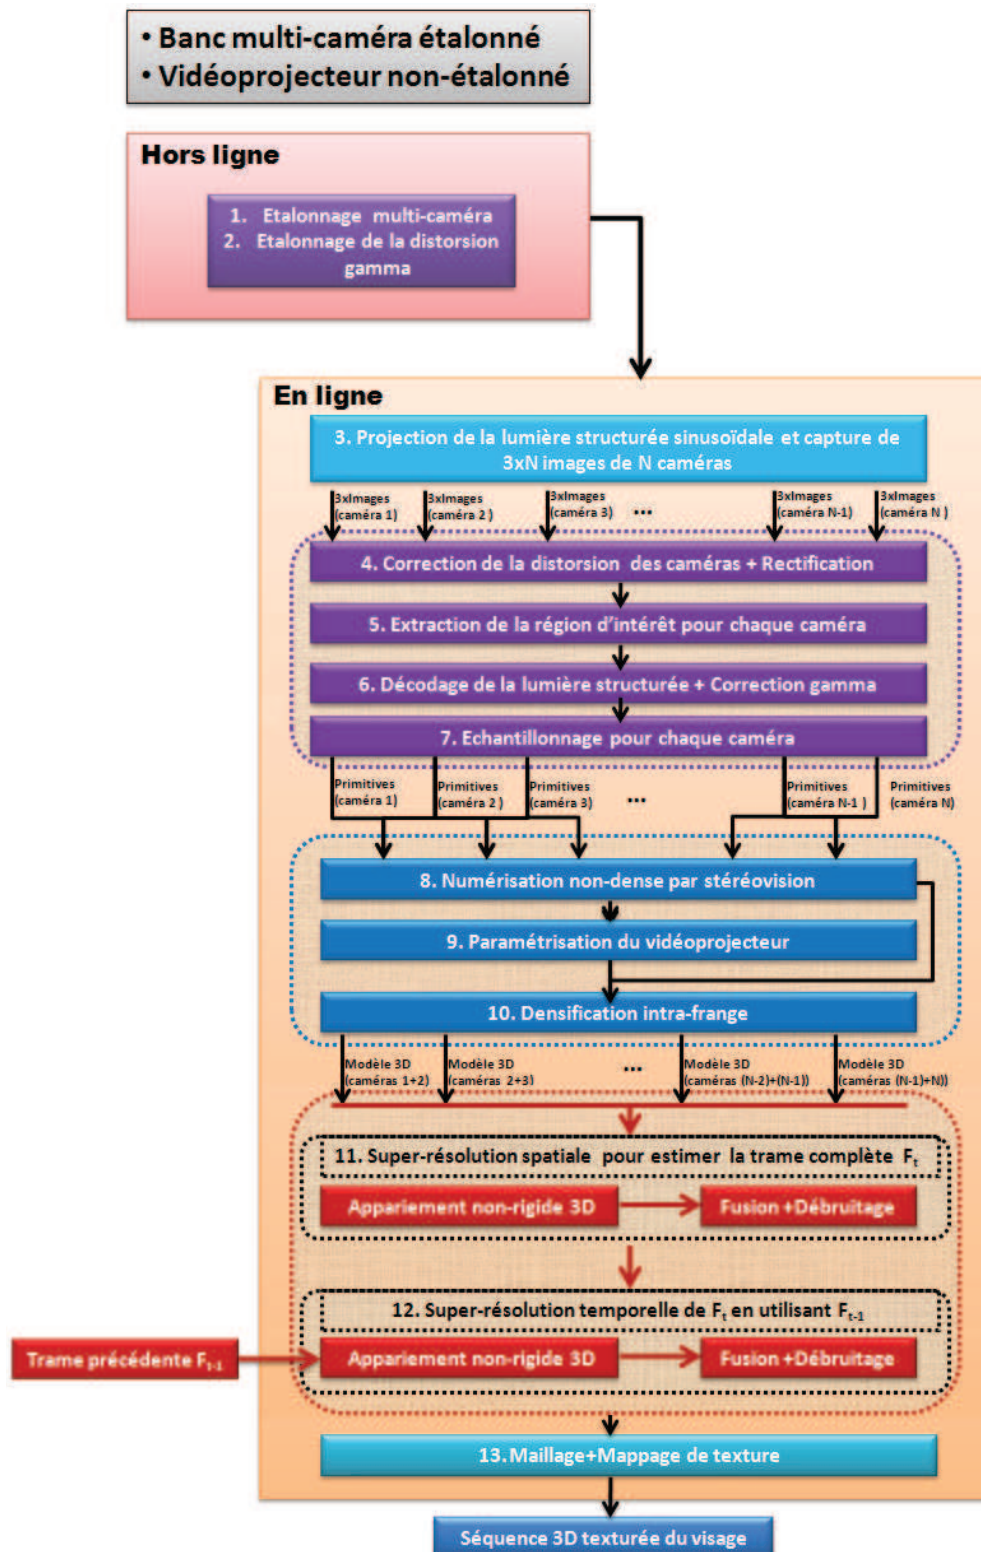 • Banc multi-caméra étalonné
• Vidéoprojecteur non-étalonné
Hors ligne
1. Etalonnage multi-caméra
2. Etalonnage de la distorsion
gamma
En ligne
3. Projection de la lumière structurée sinusoïdale et capture de
3xN images de N caméras
3xImages
(caméra 1)
3xImages
(caméra 2 )
3xImages
(caméra 3)
...
3xImages
(caméra N-1)
3xImages
(caméra N )
4. Correction de la distorsion des caméras + Rectification
5. Extraction de la région d'intérêt pour chaque caméra
6. Décodage de la lumière structurée + Correction gamma
7. Echantillonnage pour chaque caméra
Primitives
(caméra 1)
Primitives
(caméra 2 )
Primitives
(caméra 3)
...
Primitives
(caméra N-1 )
Primitives
(caméra N)
8. Numérisation non-dense par stéréovision
9. Paramétrisation du vidéoprojecteur
10. Densification intra-frange
Modèle 3D
(caméras 1+2)
Modèle 3D
(caméras 2+3)
...
Modèle 3D
(caméras (N-2)+(N-1))
Modèle 3D
(caméras (N-1)+N))
11. Super-résolution spatiale pour estimer la trame complète Ft
Appariement non-rigide 3D
Fusion +Débruitage
12. Super-résolution temporelle de Ft en utilisant Ft-1
Trame précédente Ft-1
Appariement non-rigide 3D
Fusion +Débruitage
13. Maillage+Mappage de texture
Séquence 3D texturée du visage